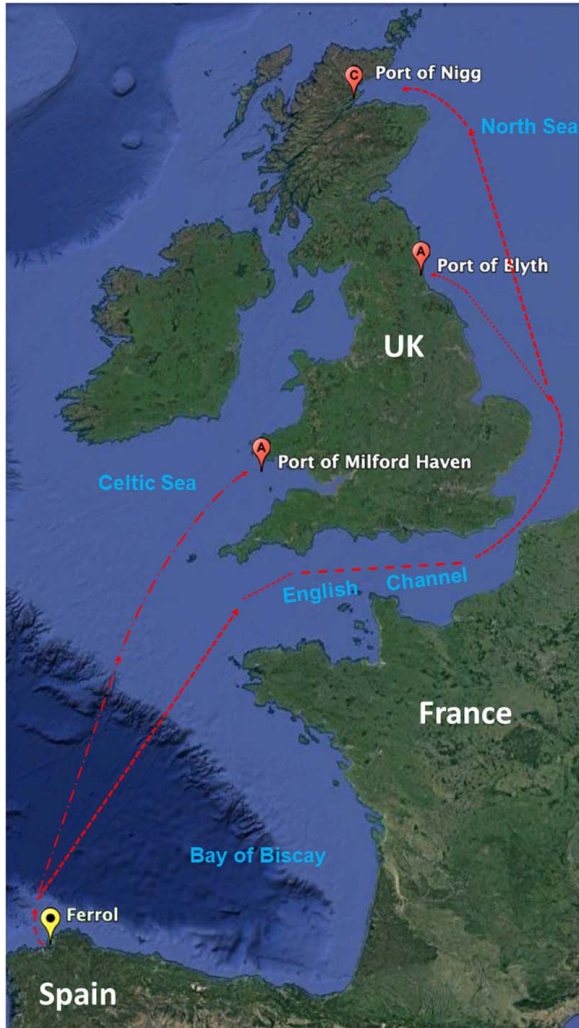 C
Port of Nigg
North Sea
A
Port of Blyth
UK
A
Port of Milford Haven
Celtic Sea
English Channel
France
Bay of Biscay
Ferrol
Spain